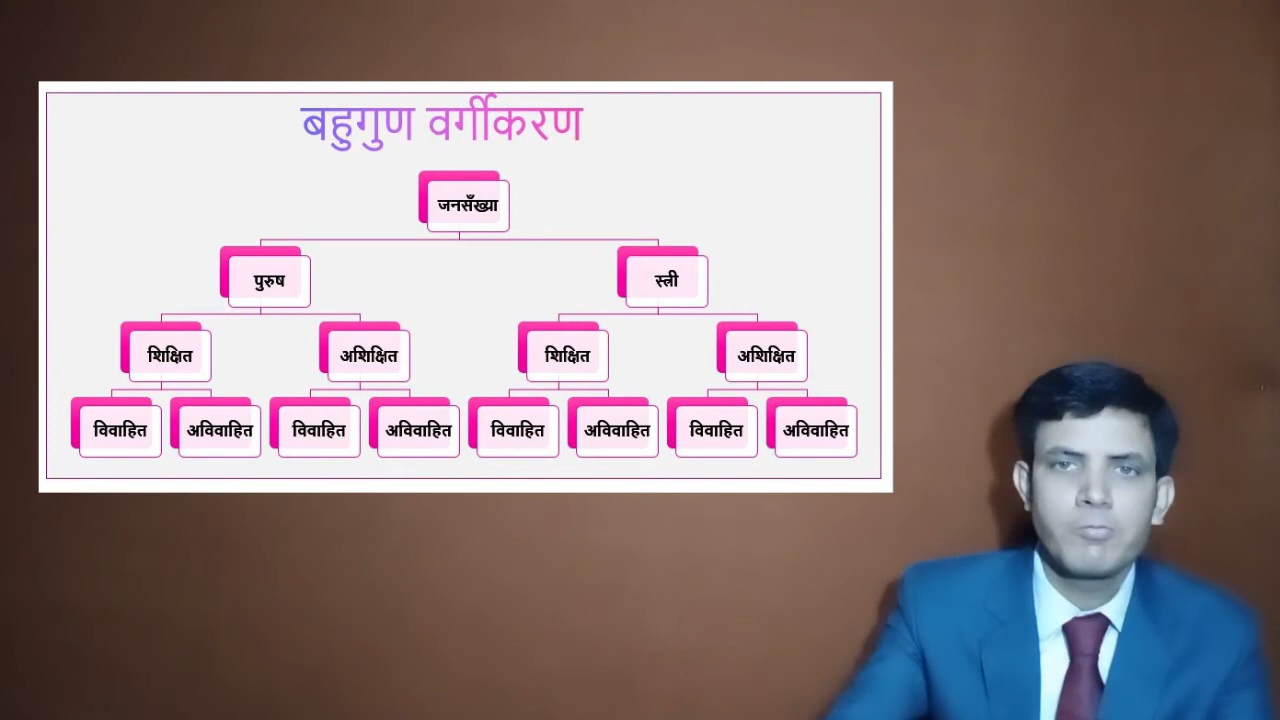 बहुगुण वर्गीकरण
जनसँख्या
पुरुष स्त्री
शिक्षित अशिक्षित शिक्षित अशिक्षित
विवाहित अविवाहित विवाहित अविवाहित विवाहित अविवाहित विवाहित अविवाहित